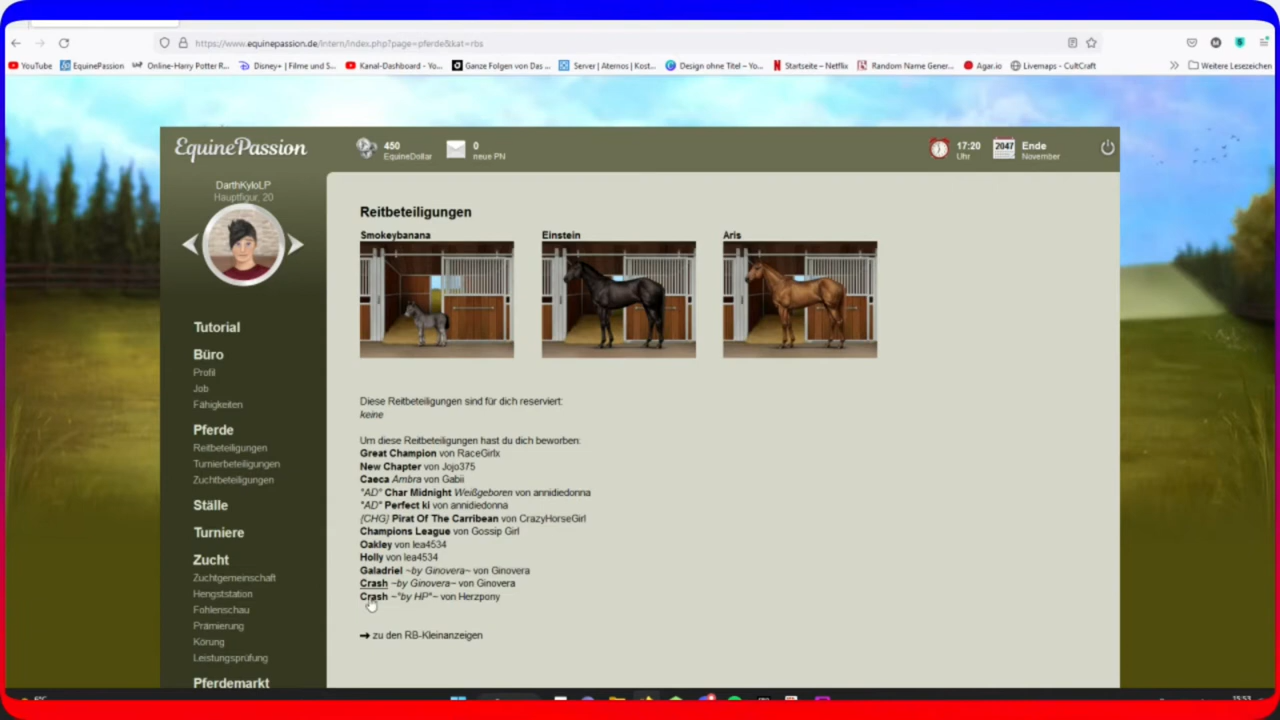 https://www.equinepassion.de/intern/index.php?page=pferde&kat=rbs
YouTube EquinePassion Online-Harry Potter R... Disney+ | Filme und S... Kanal-Dashboard - Yo... Ganze Folgen von Das ... Server | Aternos | Kost... Design ohne Titel – Yo... Startseite – Netflix Random Name Gener... Agar.io Livemaps - CultCraft Weitere Lesezeichen
EquinePassion
450
EquineDollar
0
neue PN
17:20
Uhr
2047
Ende
November
DarthKyloLP
Hauptfigur, 20
Tutorial
Büro
Profil
Job
Fähigkeiten
Pferde
Reitbeteiligungen
Turnierbeteiligungen
Zuchtbeteiligungen
Ställe
Turniere
Zucht
Zuchtgemeinschaft
Hengststation
Fohlenschau
Prämierung
Körung
Leistungsprüfung
Pferdemarkt
Reitbeteiligungen
Smokeybanana Einstein Aris
Diese Reitbeteiligungen sind für dich reserviert:
keine
Um diese Reitbeteiligungen hast du dich beworben:
Great Champion von RaceGirlx
New Chapter von Jojo375
Caeca Ambra von Gabii
"AD" Char Midnight Weißgeboren von annidiedonna
"AD" Perfect ki von annidiedonna
{CHG} Pirat Of The Carribean von CrazyHorseGirl
Champions League von Gossip Girl
Oakley von lea4534
Holly von lea4534
Galadriel ~by Ginovera~ von Ginovera
Crash ~by Ginovera~ von Ginovera
Crash ~"by HP"~ von Herzpony
→ zu den RB-Kleinanzeigen